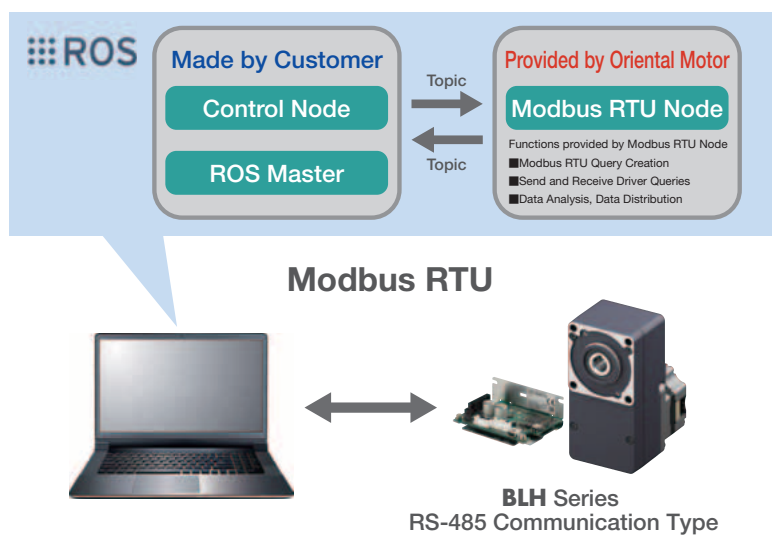 ROS
Made by Customer
Control Node
ROS Master
Topic
Topic
Provided by Oriental Motor
Modbus RTU Node
Functions provided by Modbus RTU Node
■Modbus RTU Query Creation
■Send and Receive Driver Queries
■Data Analysis, Data Distribution
Modbus RTU
BLH Series
RS-485 Communication Type